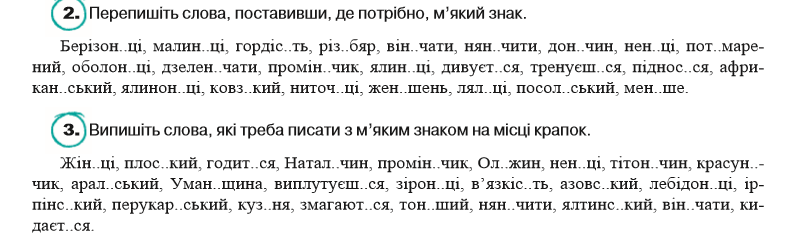 2. Перепишіть слова, поставивши, де потрібно, м’який знак.
Берізон..ці, малин..ці, гордіс..ть, різ..бяр, він..чати, нян..чити, дон..чин, нен..ці, пот..маре-
ний, оболон..ці, дзелен..чати, промін..чик, ялин..ці, дивуєт..ся, тренуєш..ся, піднос..ся, афри-
кан..ський, ялинон..ці, ковз..кий, ниточ..ці, жен..шень, лял..ці, посол..ський, мен..ше.
3. Випишіть слова, які треба писати з м’яким знаком на місці крапок.
Жін..ці, плос..кий, годит..ся, Натал..чин, промін..чик, Ол..жин, нен..ці, тітон..чин, красун..-
чик, арал..ський, Уман..щина, виплутуєш..ся, зірон..ці, в’язкіс..ть, азовс..кий, лебідон..ці, ір-
пінс..кий, перукар..ський, куз..ня, змагают..ся, тон..ший, нян..чити, ялтинс..кий, він..чати, ки-
даєт..ся.